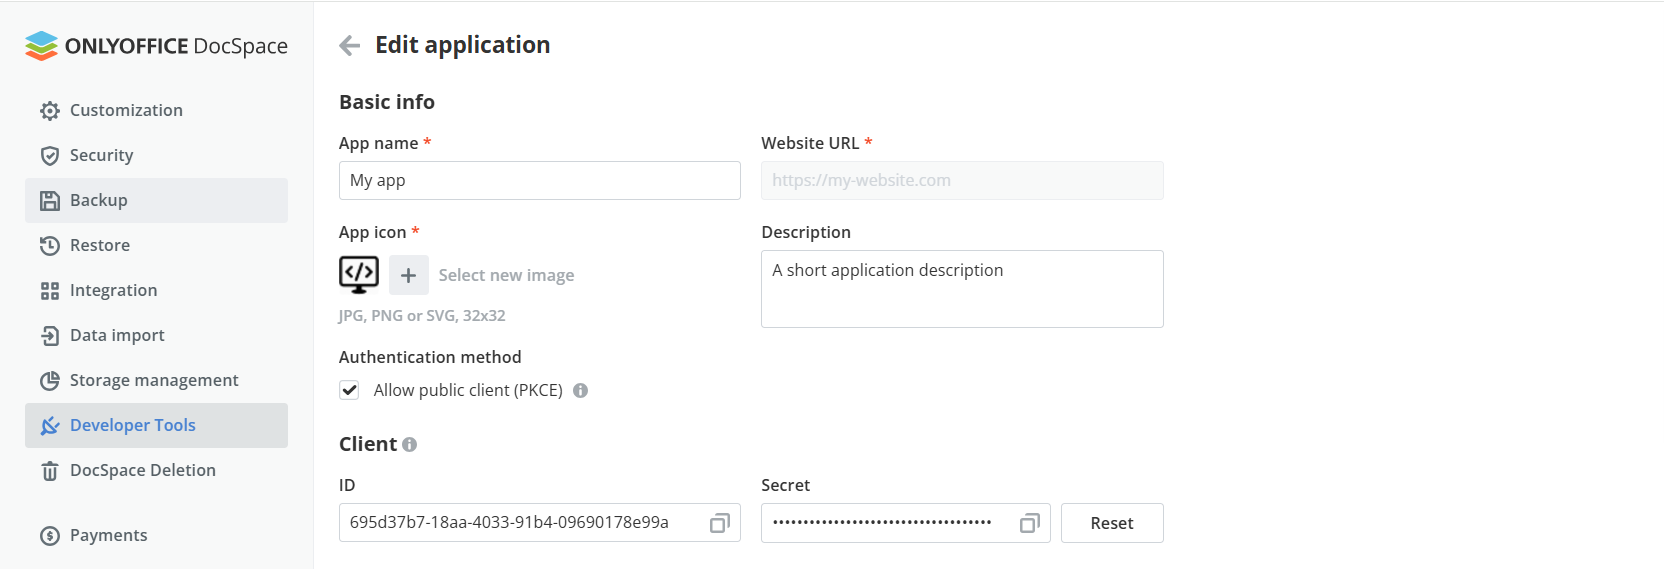 ONLYOFFICE DocSpace
Customization
Security
Backup
Restore
Integration
Data import
Storage management
Developer Tools
DocSpace Deletion
Payments
Edit application
Basic info
App name *
My app
Website URL *
https://my-website.com
App icon *
Select new image
JPG, PNG or SVG, 32x32
Description
A short application description
Authentication method
Allow public client (PKCE)
Client
ID
695d37b7-18aa-4033-91b4-09690178e99a
Secret
••••••••••••••••••••••••••••••••••••
Reset